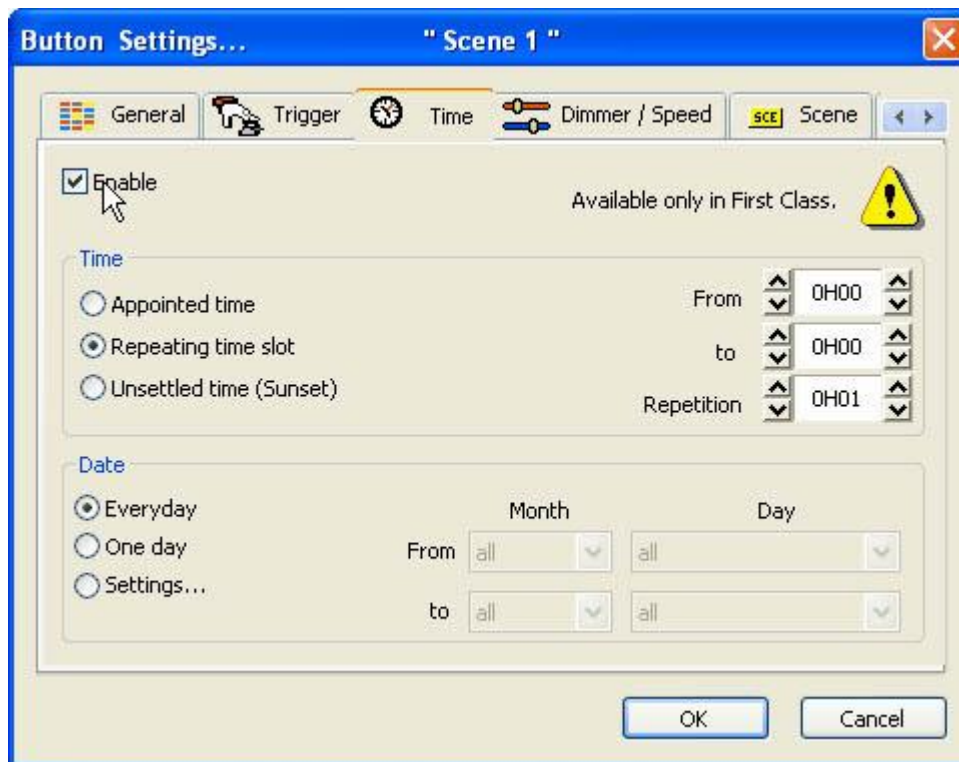 Button Settings... " Scene 1 "
General Trigger Time Dimmer / Speed SCE Scene
Enable
Available only in First Class.
Time
Appointed time
From 0H00
Repeating time slot
to 0H00
Unsettled time (Sunset)
Repetition 0H01
Date
Everyday
Month Day
One day
From all all
Settings...
to all all
OK Cancel